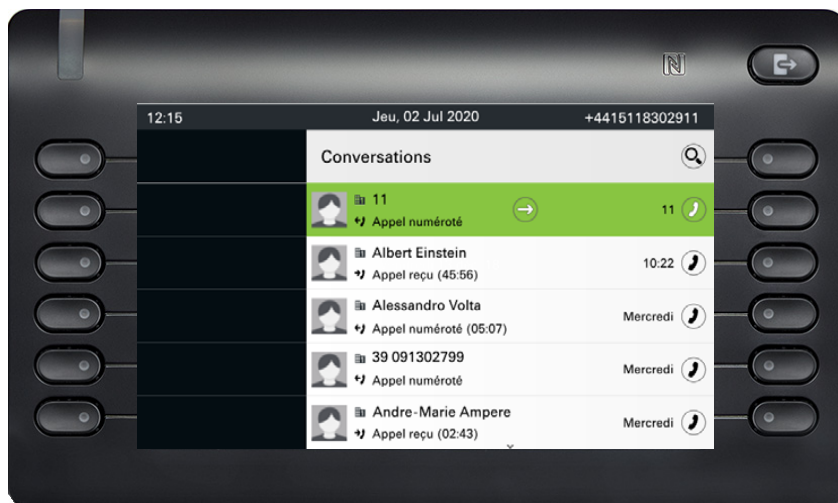 12:15 Jeu, 02 Jul 2020 +4415118302911
Conversations
11
Appel numéroté
11
Albert Einstein
Appel reçu (45:56)
10:22
Alessandro Volta
Appel numéroté (05:07)
Mercredi
39 091302799
Appel numéroté
Mercredi
Andre-Marie Ampere
Appel reçu (02:43)
Mercredi